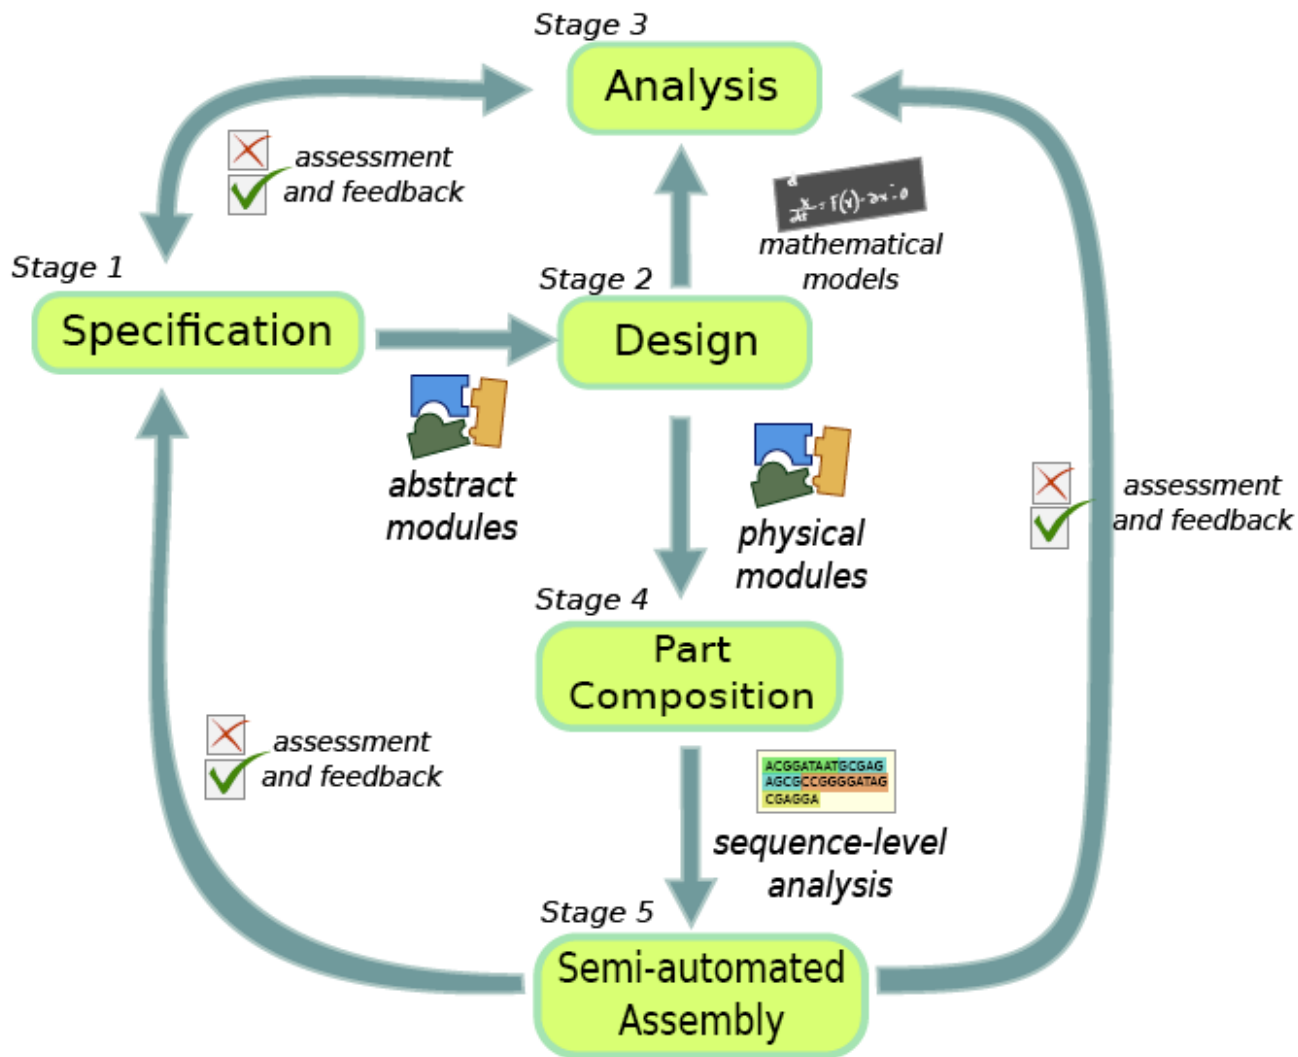 Stage 3
Analysis
assessment
and feedback
mathematical
models
Stage 1
Specification
Stage 2
Design
abstract
modules
physical
modules
assessment
and feedback
Stage 4
Part
Composition
assessment
and feedback
ACGGATAATGCGAG
AGCGCCGGGGATAG
CGAGGA
sequence-level
analysis
Stage 5
Semi-automated
Assembly